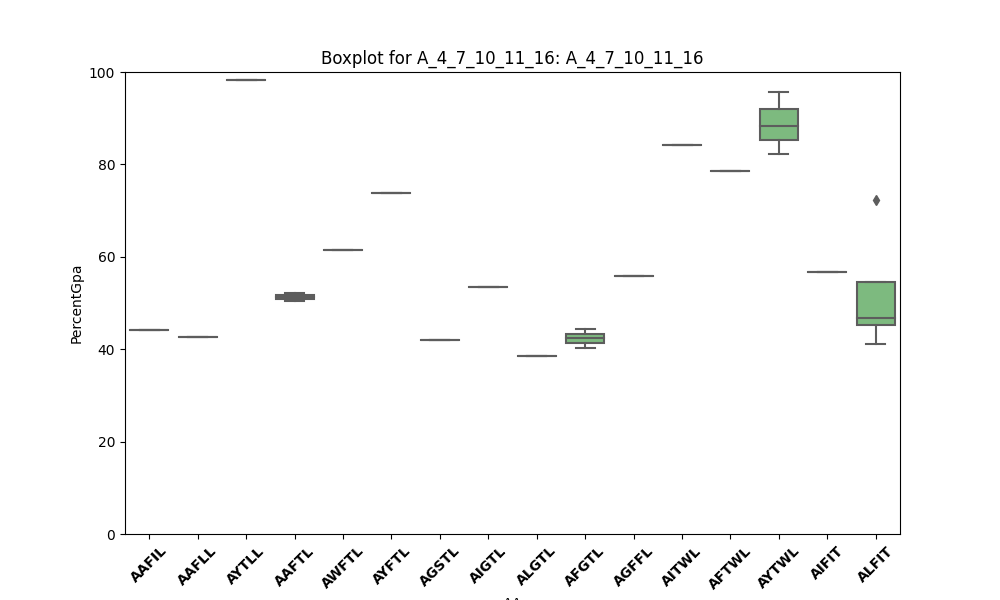 Boxplot for A_4_7_10_11_16: A_4_7_10_11_16
100
80
60
40
20
0
PercentGpa
AAFIL
AAFLL
AYTLL
AAFTL
AWFTL
AYFTL
AGSTL
AIGTL
ALGTL
AFGTL
AGFFL
AITWL
AFTWL
AYTWL
AIFIT
ALFIT